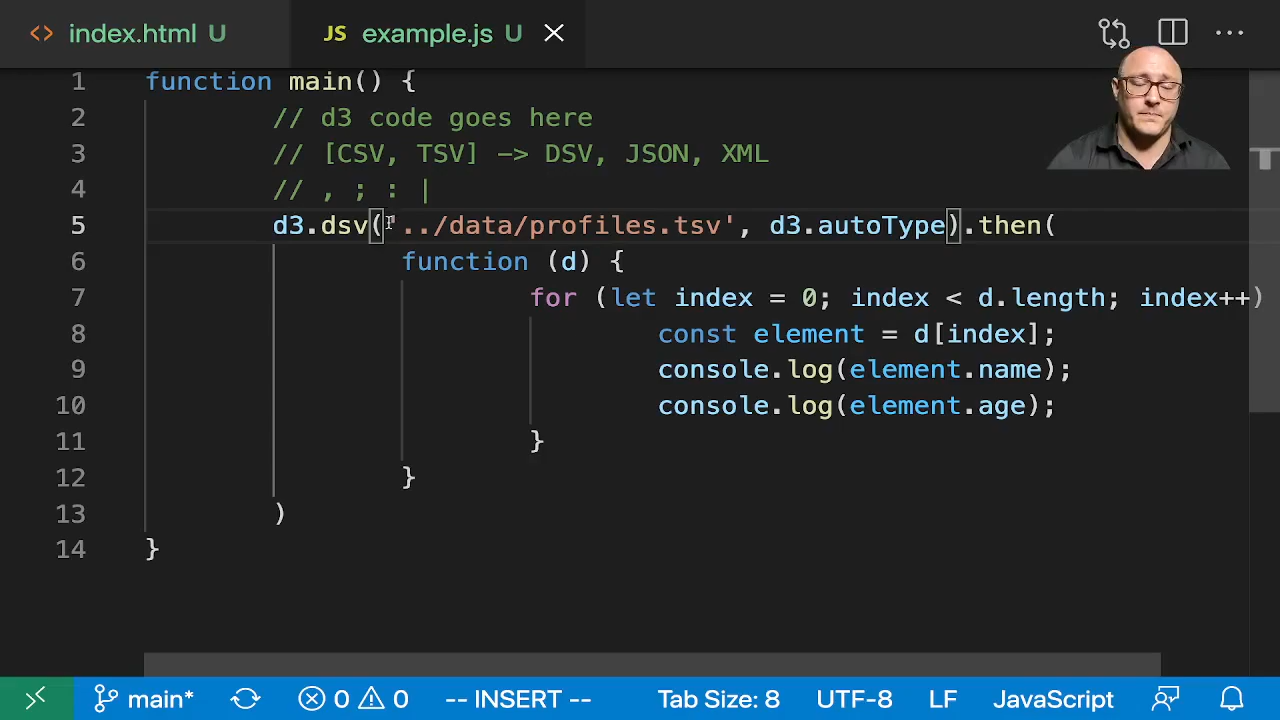 <> index.html U JS example.js U
1 function main() {
2 // d3 code goes here
3 // [CSV, TSV] -> DSV, JSON, XML
4 // , ; : |
5 d3.dsv('../data/profiles.tsv', d3.autoType).then(
6 function (d) {
7 for (let index = 0; index < d.length; index++)
8 const element = d[index];
9 console.log(element.name);
10 console.log(element.age);
11 }
12 }
13 )
14 }
main* 0 0 -- INSERT -- Tab Size: 8 UTF-8 LF JavaScript